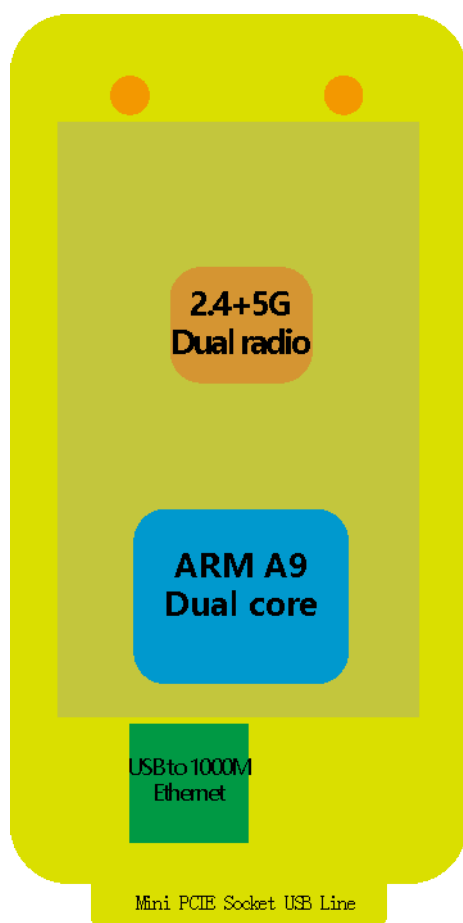 2.4+5G
Dual radio
ARM A9
Dual core
USB to 1000M
Ethernet
Mini PCIE Socket USB Line